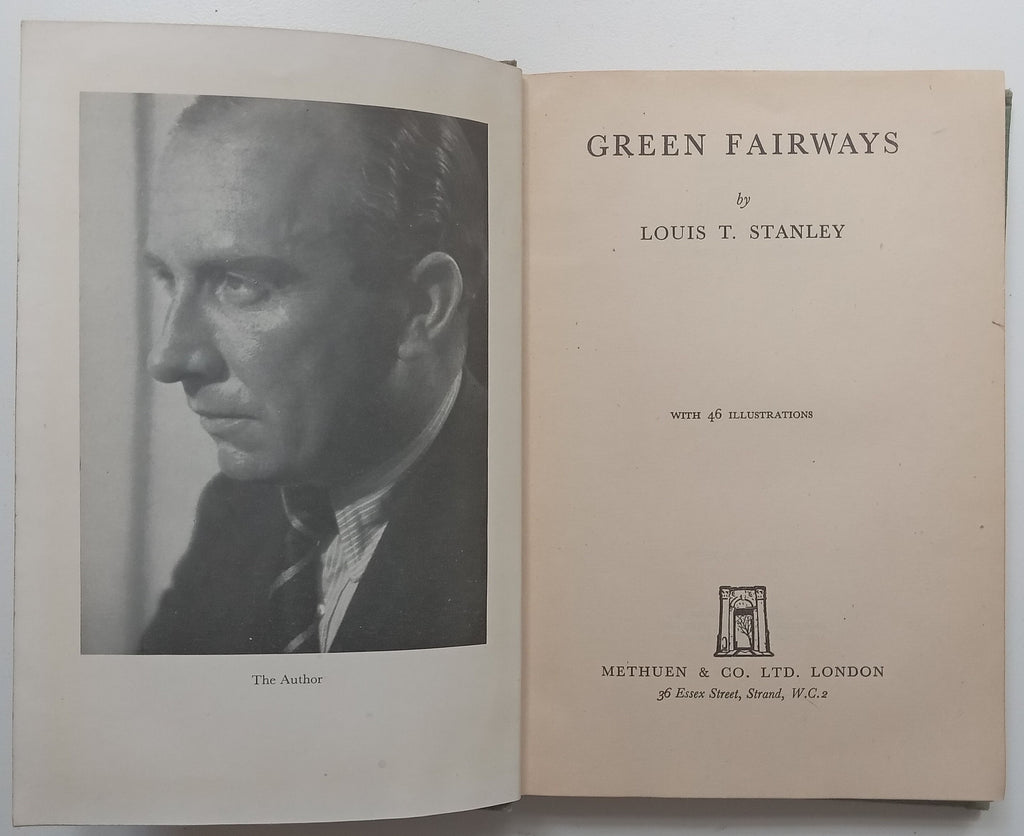 The Author
GREEN FAIRWAYS
by
LOUIS T. STANLEY
WITH 46 ILLUSTRATIONS
METHUEN & CO. LTD. LONDON
36 Essex Street, Strand, W.C.2